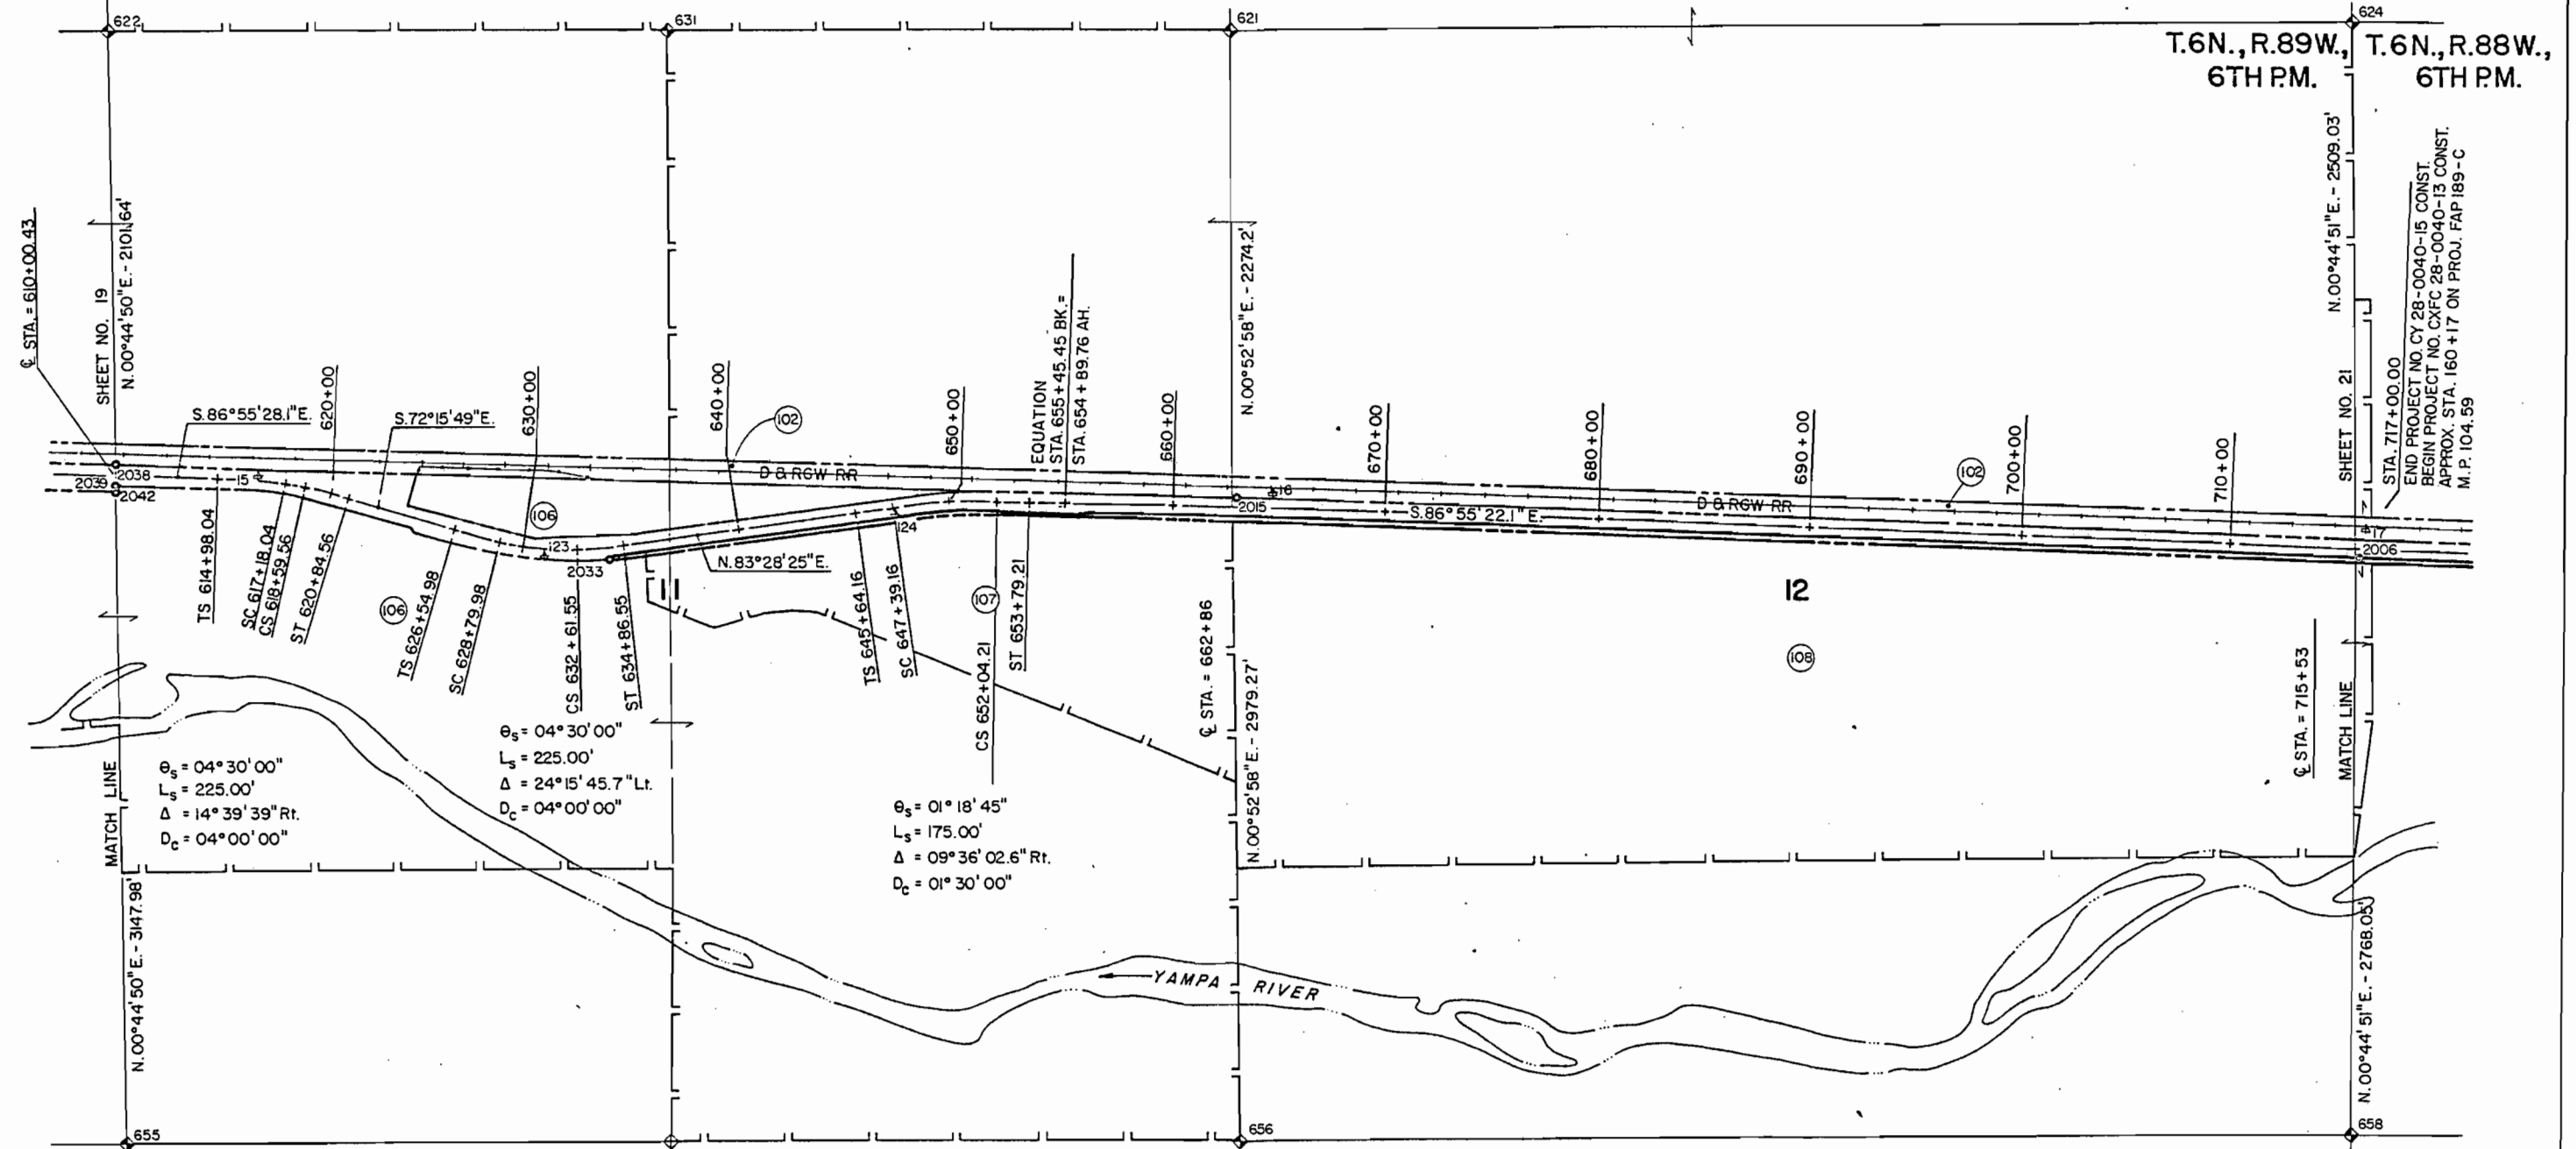 622
631
621
624
T.6N., R.89W.,
6TH P.M.
T.6N., R.88W.,
6TH P.M.
℄ STA. = 610+00.43
SHEET NO. 19
N.00°44'50"E.- 2101.64'
N.00°52'58"E.- 2274.2'
N.00°44'51"E.- 2509.03'
SHEET NO. 21
STA. 717+00.00
END PROJECT NO. CY 28-0040-15 CONST.
BEGIN PROJECT NO. CXFC 28-0040-13 CONST.
APPROX. STA. 160+17 ON PROJ. FAP 189-C
M.P. 104.59
S.86°55'28.1"E.
620+00
S.72°15'49"E.
630+00
640+00
102
650+00
EQUATION
STA. 655+45.45 BK.=
STA. 654+89.76 AH.
660+00
670+00
680+00
690+00
102
700+00
710+00
2038
2039
2042
15
D & RGW RR
16
2015
S.86°55'22.1"E.
D & RGW RR
17
2006
106
123
2033
124
N.83°28'25"E.
11
12
TS 614+98.04
SC 617+18.04
CS 618+59.56
ST 620+84.56
106
TS 626+54.98
SC 628+79.98
CS 632+61.55
ST 634+86.55
TS 645+64.16
SC 647+39.16
107
CS 652+04.21
ST 653+79.21
℄ STA. = 662+86
108
℄ STA. = 715+53
MATCH LINE
MATCH LINE
θs = 04°30'00"
Ls = 225.00'
Δ = 14°39'39"Rt.
Dc = 04°00'00"
θs = 04°30'00"
Ls = 225.00'
Δ = 24°15'45.7"Lt.
Dc = 04°00'00"
θs = 01°18'45"
Ls = 175.00'
Δ = 09°36'02.6"Rt.
Dc = 01°30'00"
N.00°52'58"E.- 2979.27'
N.00°44'50"E.- 3147.98'
N.00°44'51"E.- 2768.05'
YAMPA RIVER
655
656
658